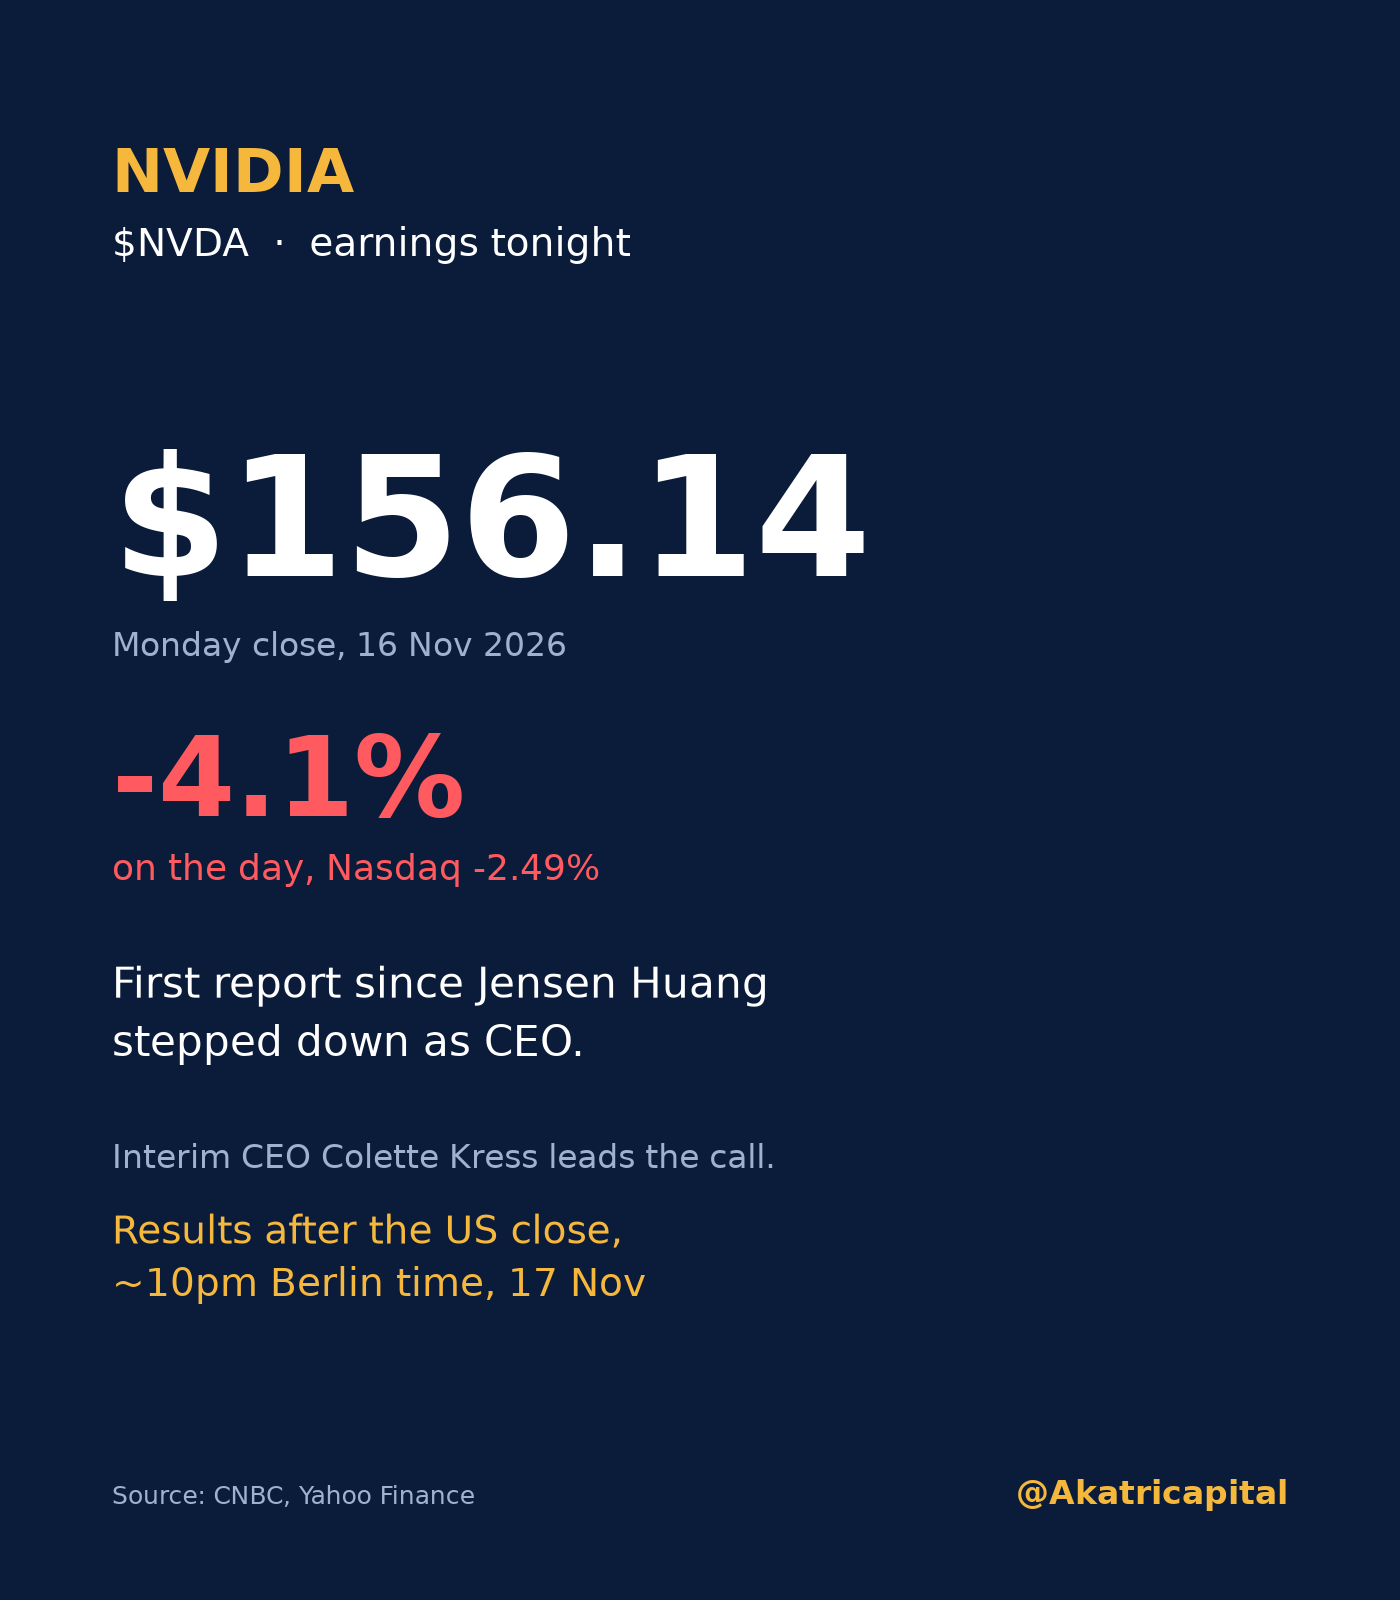 NVIDIA
$NVDA · earnings tonight
$156.14
Monday close, 16 Nov 2026
-4.1%
on the day, Nasdaq -2.49%
First report since Jensen Huang
stepped down as CEO.
Interim CEO Colette Kress leads the call.
Results after the US close,
~10pm Berlin time, 17 Nov
Source: CNBC, Yahoo Finance
@Akatricapital